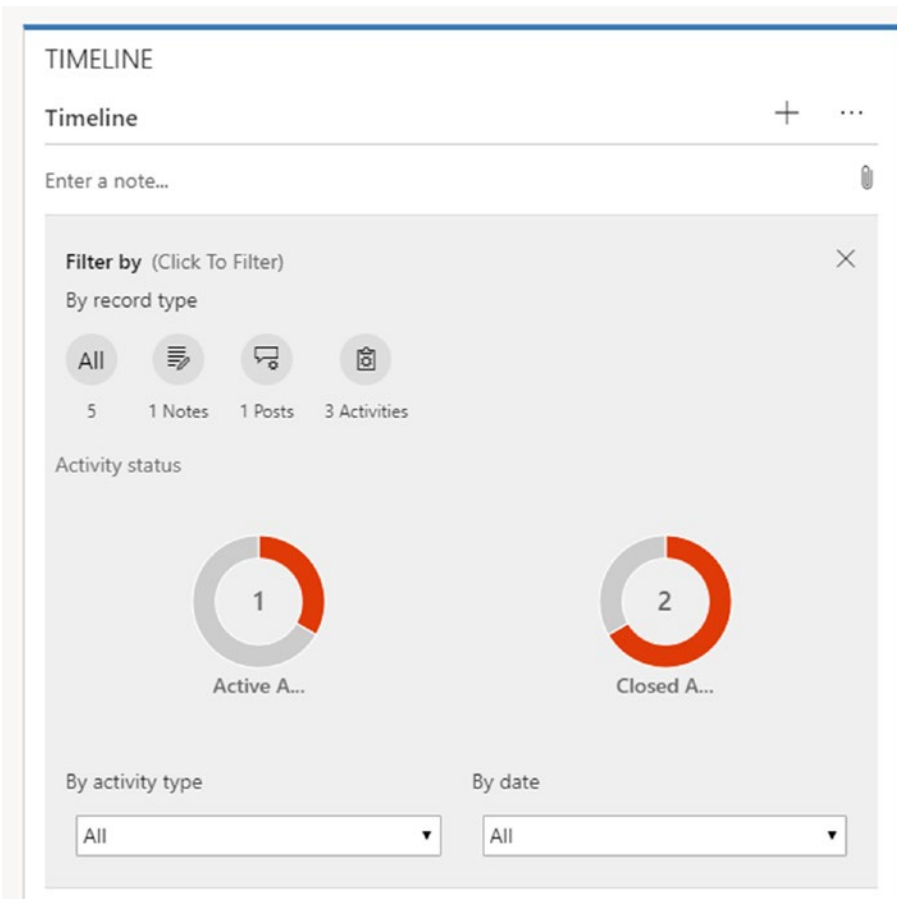 TIMELINE
Timeline
Enter a note...
Filter by (Click To Filter)
By record type
All
5 1 Notes 1 Posts 3 Activities
Activity status
1 2
Active A... Closed A...
By activity type By date
All All